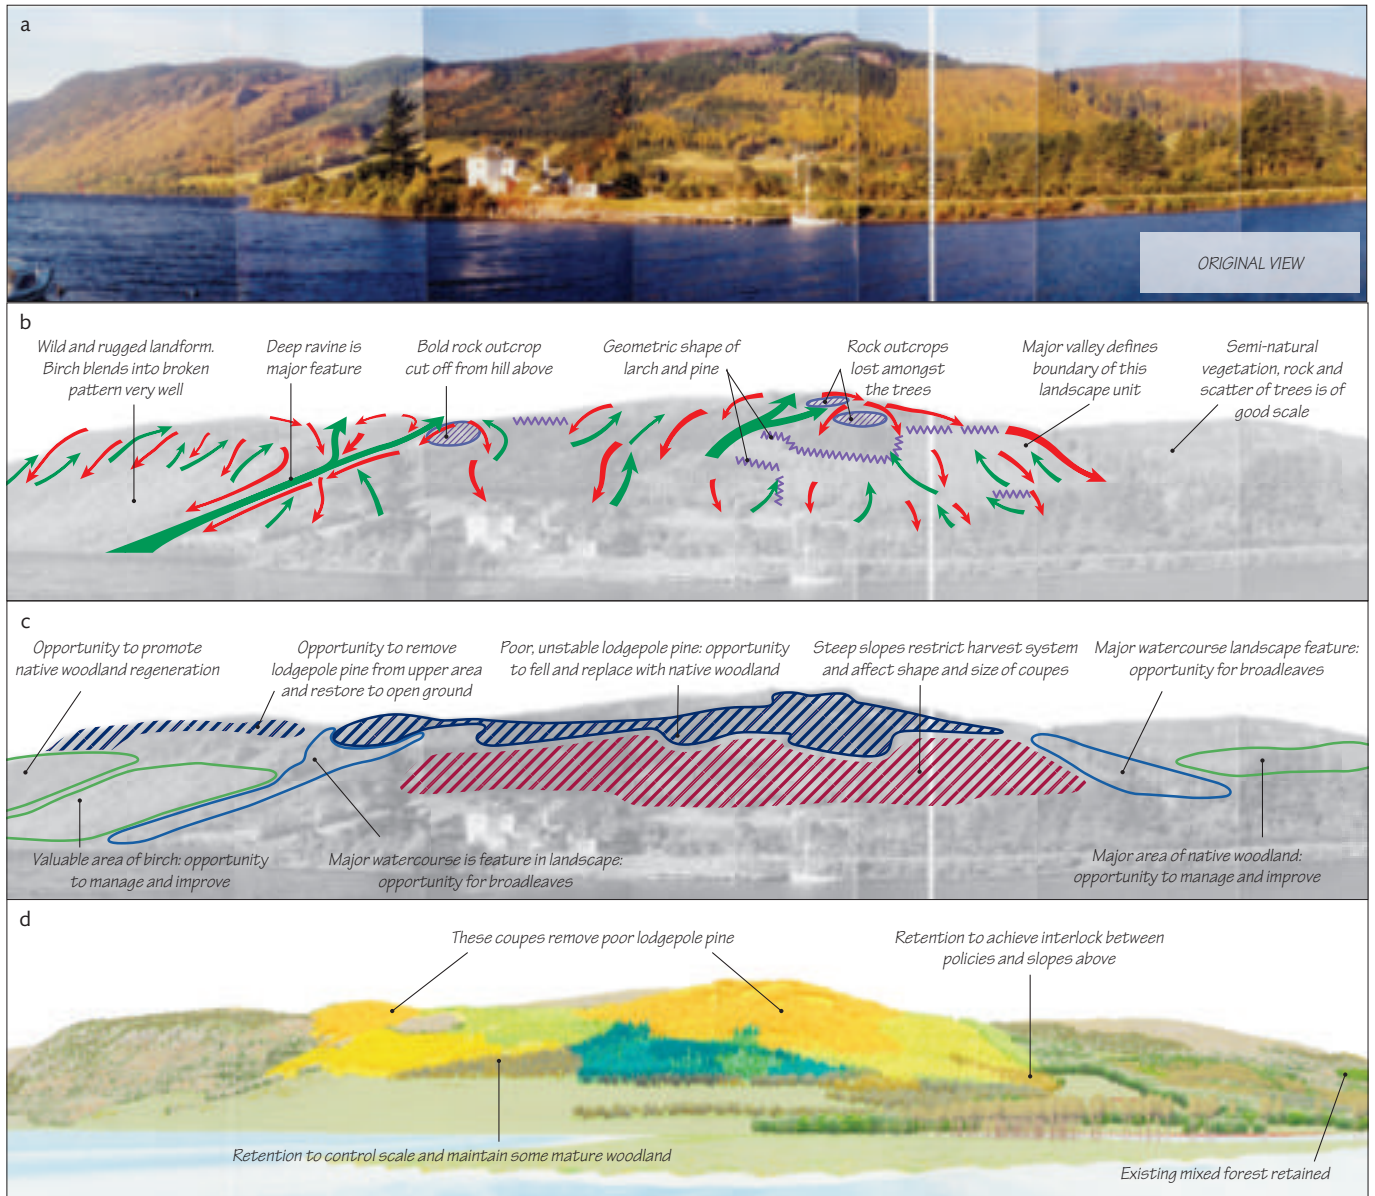 a
ORIGINAL VIEW
b
Wild and rugged landform.
Birch blends into broken
pattern very well
Deep ravine is
major feature
Bold rock outcrop
cut off from hill above
Geometric shape of
larch and pine
Rock outcrops
lost amongst
the trees
Major valley defines
boundary of this
landscape unit
Semi-natural
vegetation, rock and
scatter of trees is of
good scale
c
Opportunity to promote
native woodland regeneration
Opportunity to remove
lodgepole pine from upper area
and restore to open ground
Poor, unstable lodgepole pine: opportunity
to fell and replace with native woodland
Steep slopes restrict harvest system
and affect shape and size of coupes
Major watercourse landscape feature:
opportunity for broadleaves
Valuable area of birch: opportunity
to manage and improve
Major watercourse is feature in landscape:
opportunity for broadleaves
Major area of native woodland:
opportunity to manage and improve
d
These coupes remove poor lodgepole pine
Retention to achieve interlock between
policies and slopes above
Retention to control scale and maintain some mature woodland
Existing mixed forest retained